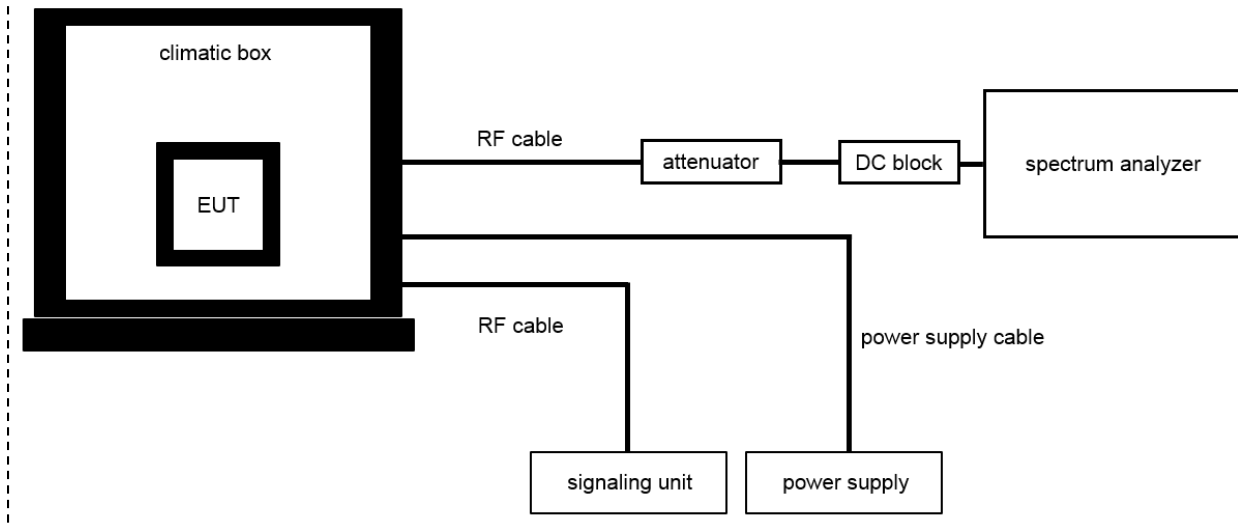 climatic box
RF cable
attenuator
DC block
spectrum analyzer
EUT
RF cable
power supply cable
signaling unit
power supply